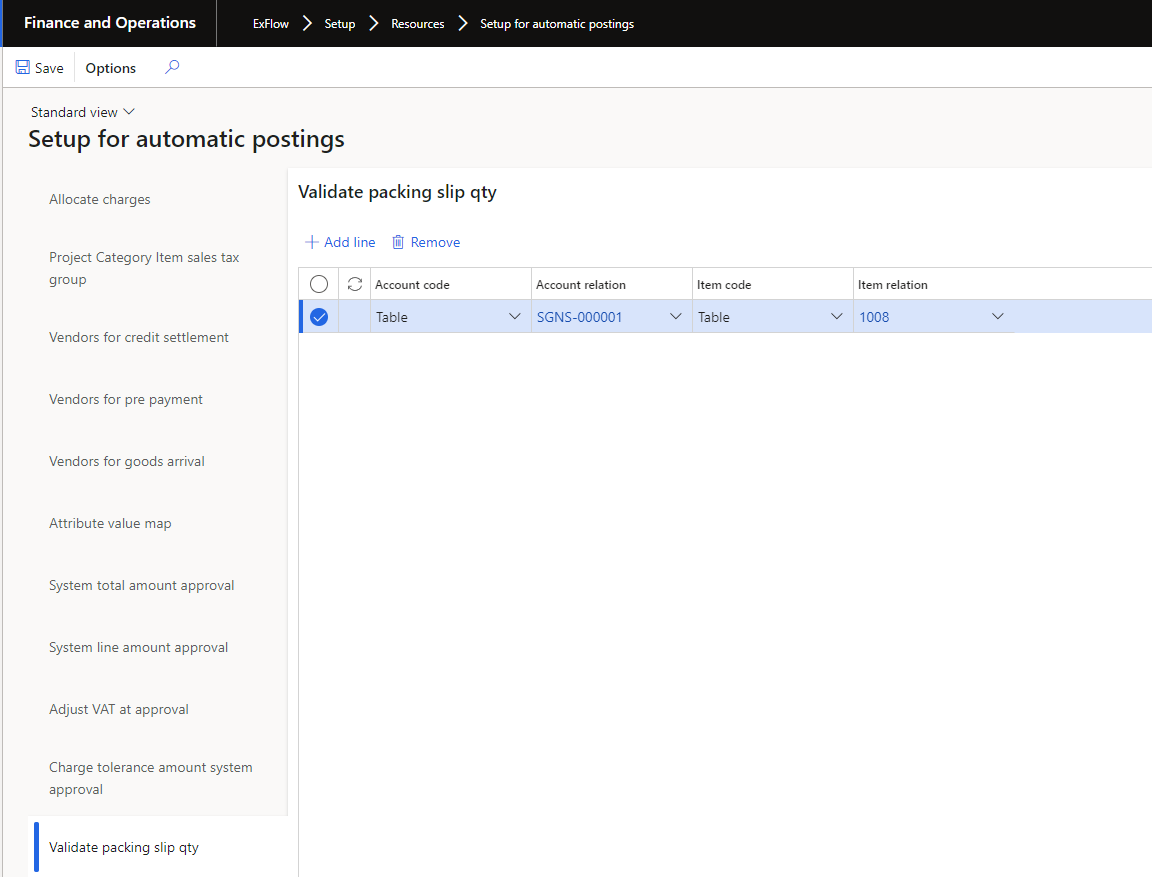 Finance and Operations
ExFlow Setup Resources Setup for automatic postings
Save Options
Standard view
Setup for automatic postings
Allocate charges
Project Category Item sales tax
group
Vendors for credit settlement
Vendors for pre payment
Vendors for goods arrival
Attribute value map
System total amount approval
System line amount approval
Adjust VAT at approval
Charge tolerance amount system
approval
Validate packing slip qty
Validate packing slip qty
Add line Remove
Account code Account relation Item code Item relation
Table SGNS-000001 Table 1008